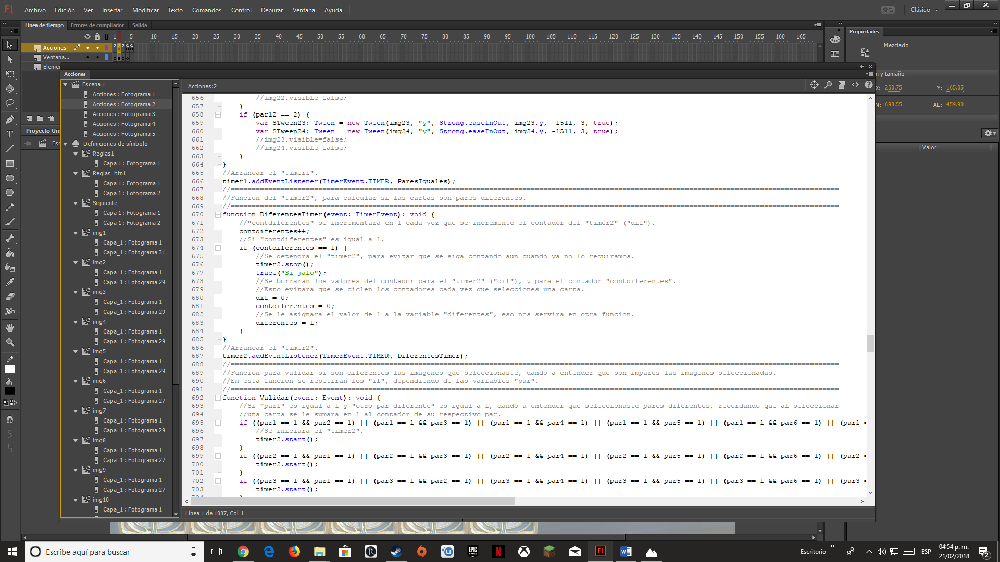 Fl Archivo Edición Ver Insertar Modificar Texto Comandos Control Depurar Ventana Ayuda Clásico
Línea de tiempo Errores de compilador Salida
1 5 10 15 20 25 30 35 40 45 50 55 60 65 70 75 80 85 90 95 100 105 110 115 120 125 130 135 140 145 150 155 160 165
Acciones
Ventana...
Elemen
Proyecto Un
Esc
Propiedades
Mezclado
n y tamaño
X: 250.75 Y: 165.05
N: 698.55 AL: 459.90
l Valor
Acciones
Escena 1
Acciones : Fotograma 1
Acciones : Fotograma 2
Acciones : Fotograma 3
Acciones : Fotograma 4
Acciones : Fotograma 5
Definiciones de símbolo
Reglas1
Capa 1 : Fotograma 1
Reglas_btn1
Capa 1 : Fotograma 1
Capa 1 : Fotograma 2
Siguiente
Capa 1 : Fotograma 1
Capa 1 : Fotograma 2
img1
Capa_1 : Fotograma 1
Capa_1 : Fotograma 31
img2
Capa_1 : Fotograma 1
Capa_1 : Fotograma 29
img3
Capa_1 : Fotograma 1
Capa_1 : Fotograma 29
img4
Capa_1 : Fotograma 1
Capa_1 : Fotograma 29
img5
Capa_1 : Fotograma 1
Capa_1 : Fotograma 29
img6
Capa_1 : Fotograma 1
Capa_1 : Fotograma 27
img7
Capa_1 : Fotograma 1
Capa_1 : Fotograma 29
img8
Capa_1 : Fotograma 1
Capa_1 : Fotograma 27
img9
Capa_1 : Fotograma 1
Capa_1 : Fotograma 27
img10
Capa_1 : Fotograma 1
Acciones:2
656 //img22.visible=false;
657 }
658 if (par12 == 2) {
659 var STween23: Tween = new Tween(img23, "y", Strong.easeInOut, img23.y, -1511, 3, true);
660 var STween24: Tween = new Tween(img24, "y", Strong.easeInOut, img24.y, -1511, 3, true);
661 //img23.visible=false;
662 //img24.visible=false;
663 }
664 }
665 //Arrancar el "timer1".
666 timer1.addEventListener(TimerEvent.TIMER, ParesIguales);
667 //==================================================================================================================================================
668 //Funcion del "timer2", para calcular si las cartas son pares diferentes.
669 //==================================================================================================================================================
670 function DiferentesTimer(event: TimerEvent): void {
671 //"contdiferentes" se incrementara en 1 cada vez que se incremente el contador del "timer2" ("dif").
672 contdiferentes++;
673 //Si "contdiferentes" es igual a 1.
674 if (contdiferentes == 1) {
675 //Se detendra el "timer2", para evitar que se siga contando aun cuando ya no lo requiramos.
676 timer2.stop();
677 trace("Si jalo");
678 //Se borraran los valores del contador para el "timer2" ("dif"), y para el contador "contdiferentes".
679 //Esto evitara que se ciclen los contadores cada vez que selecciones una carta.
680 dif = 0;
681 contdiferentes = 0;
682 //Se le asignara el valor de 1 a la variable "diferentes", eso nos servira en otra funcion.
683 diferentes = 1;
684 }
685 }
686 //Arrancar el "timer2".
687 timer2.addEventListener(TimerEvent.TIMER, DiferentesTimer);
688 //==================================================================================================================================================
689 //Funcion para validar si son diferentes las imagenes que seleccionaste, dando a entender que son impares las imagenes seleccionadas.
690 //En esta funcion se repetiran los "if", dependiendo de las variables "par".
691 //==================================================================================================================================================
692 function Validar(event: Event): void {
693 //Si "par1" es igual a 1 y "otro par diferente" es igual a 1, dando a entender que seleccionaste pares diferentes, recordando que al seleccionar
694 //una carta se le sumara en 1 al contador de su respectivo par.
695 if ((par1 == 1 && par2 == 1) || (par1 == 1 && par3 == 1) || (par1 == 1 && par4 == 1) || (par1 == 1 && par5 == 1) || (par1 == 1 && par6 == 1) || (par1 =
696 //Se iniciara el "timer2".
697 timer2.start();
698 }
699 if ((par2 == 1 && par1 == 1) || (par2 == 1 && par3 == 1) || (par2 == 1 && par4 == 1) || (par2 == 1 && par5 == 1) || (par2 == 1 && par6 == 1) || (par2 =
700 timer2.start();
701 }
702 if ((par3 == 1 && par1 == 1) || (par3 == 1 && par2 == 1) || (par3 == 1 && par4 == 1) || (par3 == 1 && par5 == 1) || (par3 == 1 && par6 == 1) || (par3 =
703 timer2.start();
Línea 1 de 1087, Col 1
Escribe aquí para buscar
EPIC GAMES
N
Fl
Escritorio
ESP
04:54 p. m.
21/02/2018
2